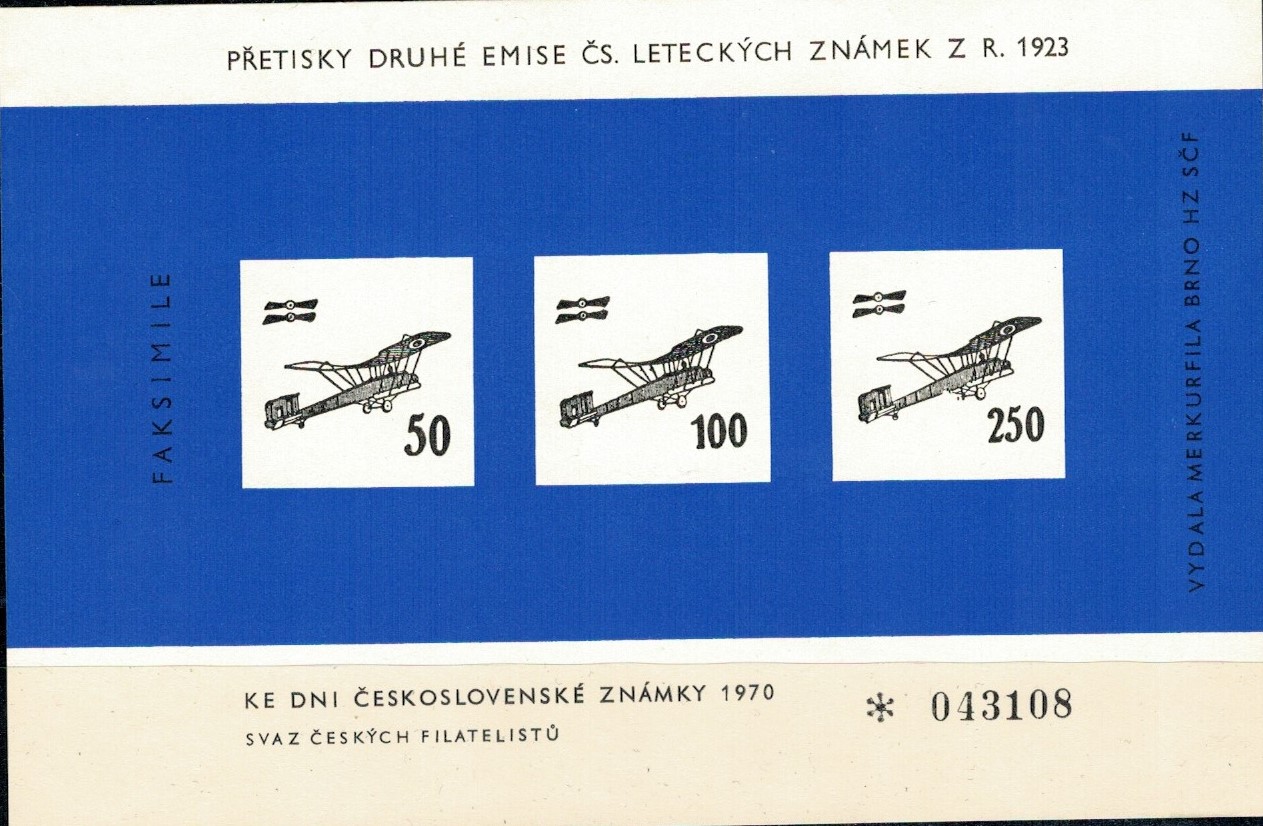 PŘETISKY DRUHÉ EMISE ČS. LETECKÝCH ZNÁMEK Z R. 1923
FAKSIMILE
50
100
250
VYDALA MERKURFILA BRNO HZ SČF
KE DNI ČESKOSLOVENSKÉ ZNÁMKY 1970
* 043108
SVAZ ČESKÝCH FILATELISTŮ